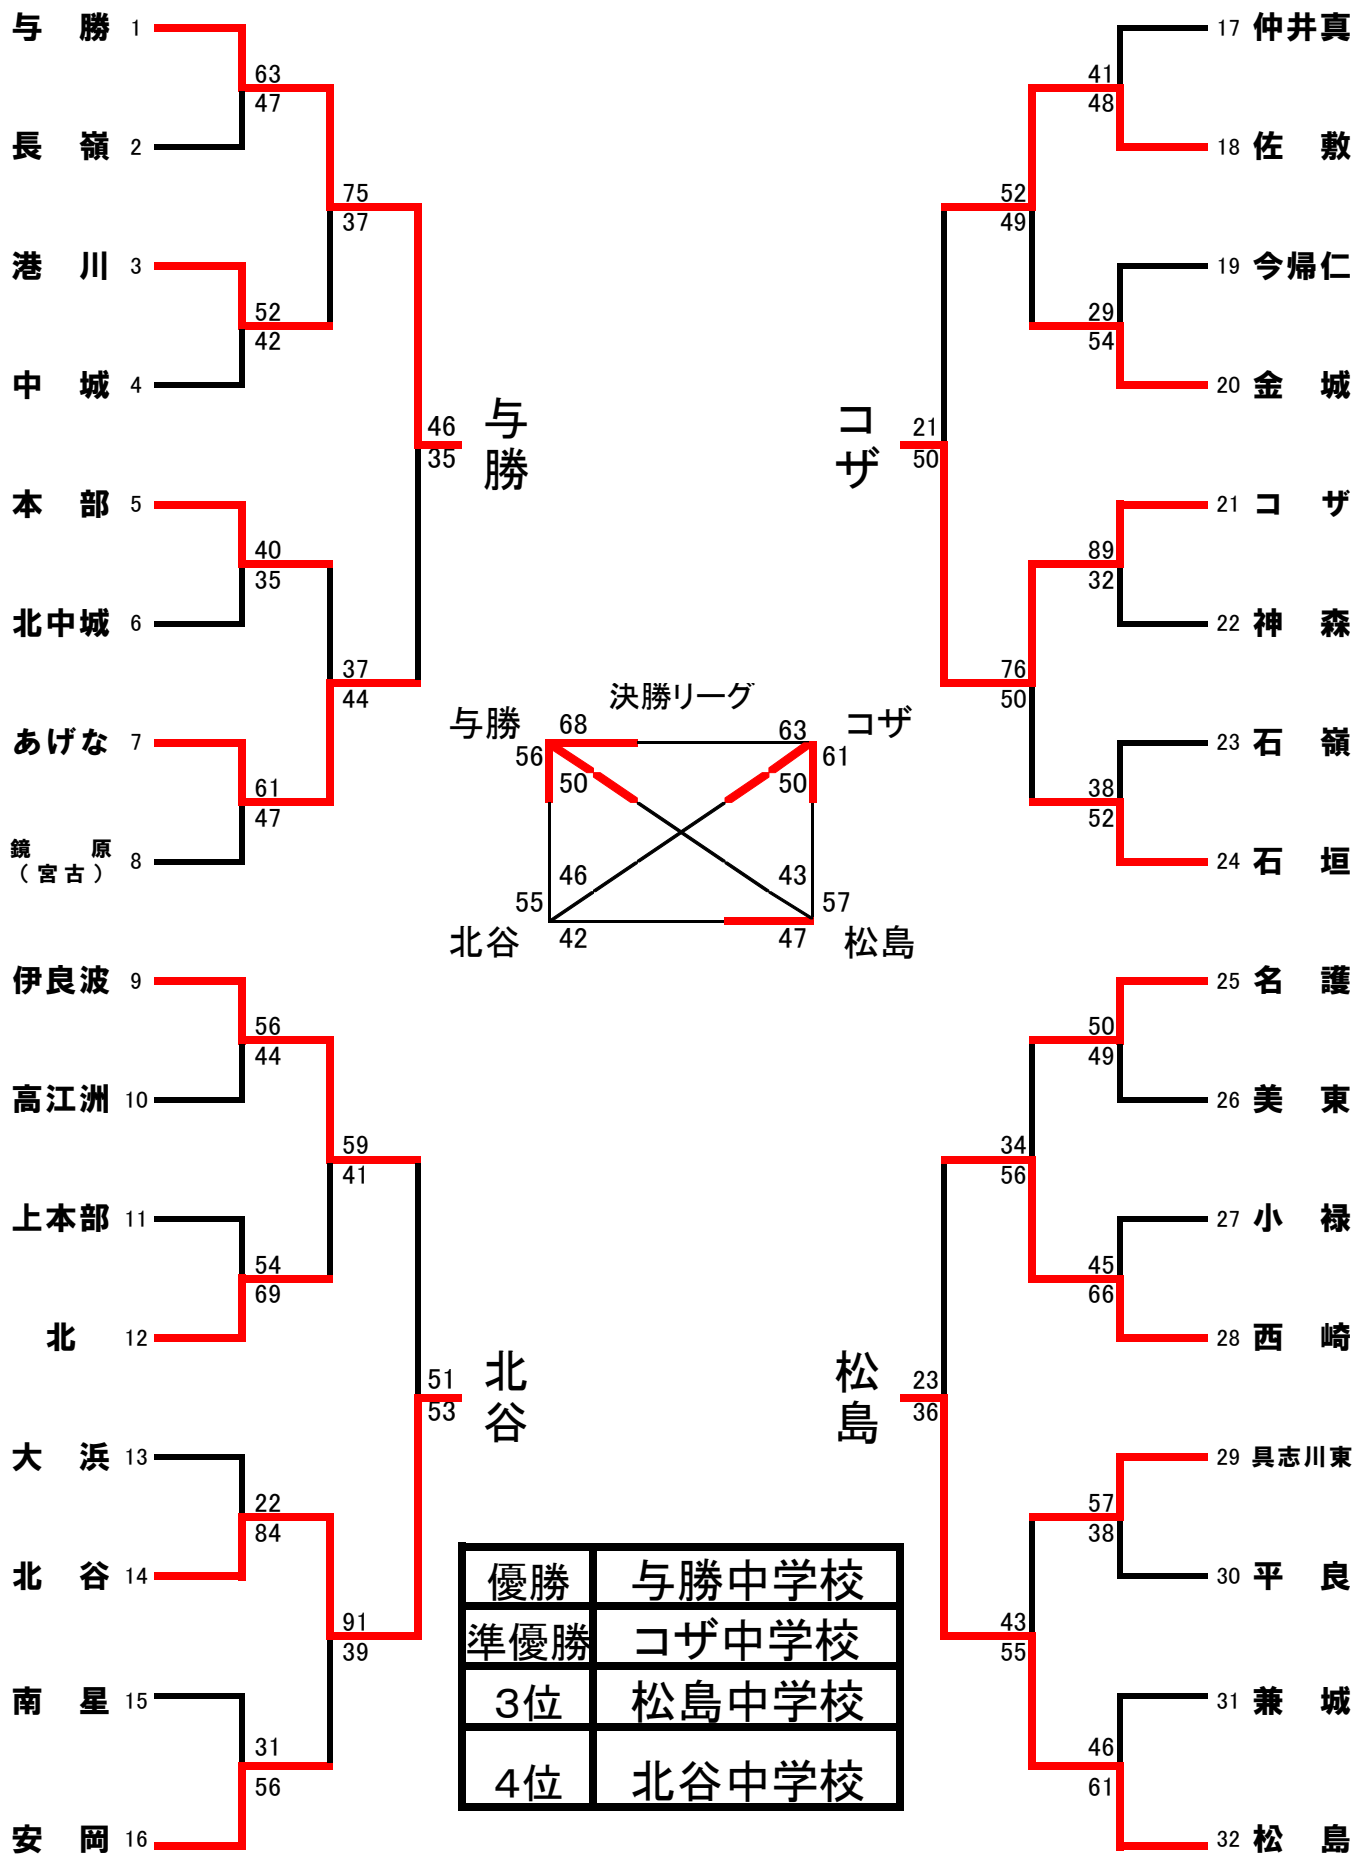 与勝 1
63
47
長嶺 2
75
37
港川 3
52
42
中城 4
46
35
与勝
本部 5
40
35
北中城 6
37
44
あげな 7
61
47
鏡原
(宮古) 8
伊良波 9
56
44
高江洲 10
59
41
上本部 11
54
69
北 12
51
53
北谷
大浜 13
22
84
北谷 14
91
39
南星 15
31
56
安岡 16
17 仲井真
41
48
18 佐敷
52
49
19 今帰仁
29
54
20 金城
コザ
21
50
21 コザ
89
32
22 神森
76
50
23 石嶺
38
52
24 石垣
25 名護
50
49
26 美東
34
56
27 小禄
45
66
28 西崎
松島
23
36
29 具志川東
57
38
30 平良
43
55
31 兼城
46
61
32 松島
決勝リーグ
与勝 68 63 コザ
56 50 50 61
55 46 43 57
北谷 42 47 松島
優勝 与勝中学校
準優勝 コザ中学校
3位 松島中学校
4位 北谷中学校